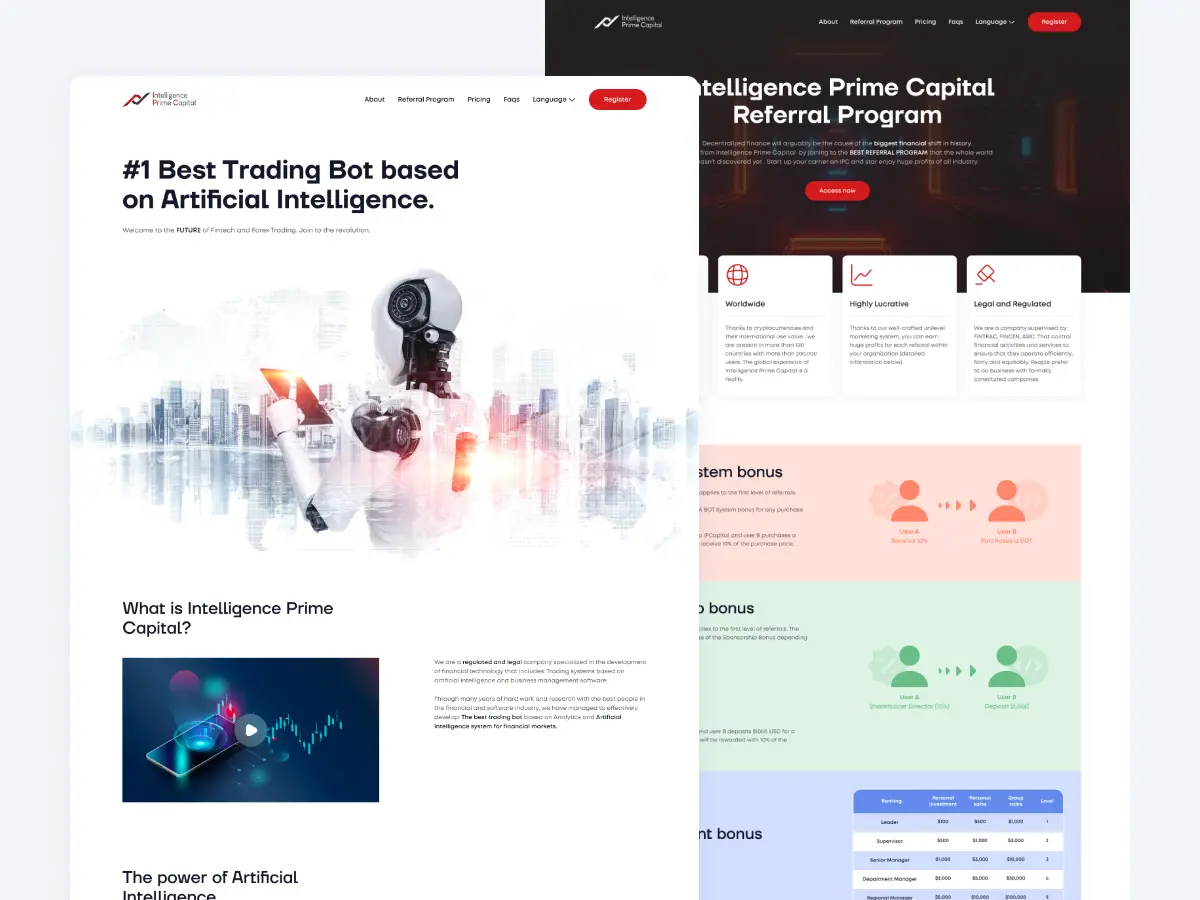 Intelligence
Prime Capital
About Referral Program Pricing Faqs Language Register
#1 Best Trading Bot based
on Artificial Intelligence.
Welcome to the FUTURE of Fintech and Forex Trading. Join to the revolution.
What is Intelligence Prime
Capital?
We are a regulated and legal company specialized in the development
of financial technology that includes: Trading systems based on
artificial intelligence and business management software
Through many years of hard work and research with the best people in
the financial and software industry, we have managed to effectively
develop: The best trading bot based on Analytics and Artificial
Intelligence system for financial markets.
The power of Artificial
Intelligence
Intelligence
Prime Capital
About Referral Program Pricing Faqs Language Register
ntelligence Prime Capital
Referral Program
Decentralized finance will arguably be the cause of the biggest financial shift in history.
from Intelligence Prime Capital by joining to the BEST REFERRAL PROGRAM that the whole world
hasn't discovered yet . Start up your carrier on IPC and star enjoy huge profits of all industry.
Access now
Worldwide
Thanks to cryptocurrencies and
their international use value , we
are present in more than 100
countries with more than 200,000
users. The global expansion of
Intelligence Prime Capital is a
reality.
Highly Lucrative
Thanks to our well-crafted unilevel
marketing system, you can earn
huge profits for each referral within
your organization (detailed
information below).
Legal and Regulated
We are a company supervised by:
FINTRAC, FINCEN, ASIC. That control
financial activities and services to
ensure that they operate efficiently,
fairly and equitably. People prefer
to do business with formally
constituted companies.
stem bonus
applies to the first level of referrals.
A BOT System bonus for any purchase
IPCapital and user B purchases a
receive 10% of the purchase price.
User A
Receive 10%
User B
Purchases a BOT
bonus
plies to the first level of referrals. The
of the Sponsorship Bonus depending
and user B deposits $1000 USD for a
will be rewarded with 10% of the
User A
Shareholder Director (10%)
User B
Deposit $1,000
nt bonus
Ranking Personal investment Personal sales Group sales Level
Leader $100 $500 $1,000 1
Supervisor $500 $1,000 $5,000 2
Senior Manager $1,000 $3,000 $10,000 3
Department Manager $3,000 $5,000 $30,000 6
Regional Manager $5,000 $10,000 $100,000 9